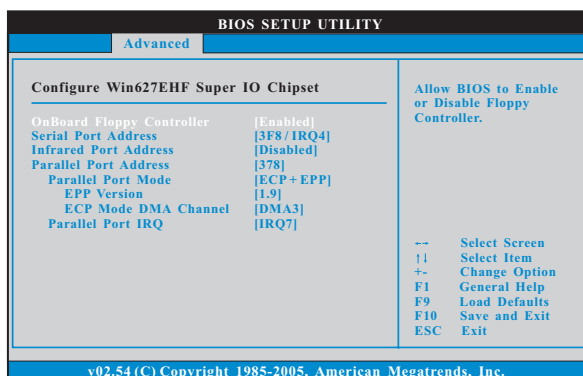 BIOS SETUP UTILITY
Advanced
Configure Win627EHF Super IO Chipset
OnBoard Floppy Controller [Enabled]
Serial Port Address [3F8 / IRQ4]
Infrared Port Address [Disabled]
Parallel Port Address [378]
Parallel Port Mode [ECP + EPP]
EPP Version [1.9]
ECP Mode DMA Channel [DMA3]
Parallel Port IRQ [IRQ7]
Allow BIOS to Enable
or Disable Floppy
Controller.
←→ Select Screen
↑↓ Select Item
+- Change Option
F1 General Help
F9 Load Defaults
F10 Save and Exit
ESC Exit
v02.54 (C) Copyright 1985-2005, American Megatrends, Inc.